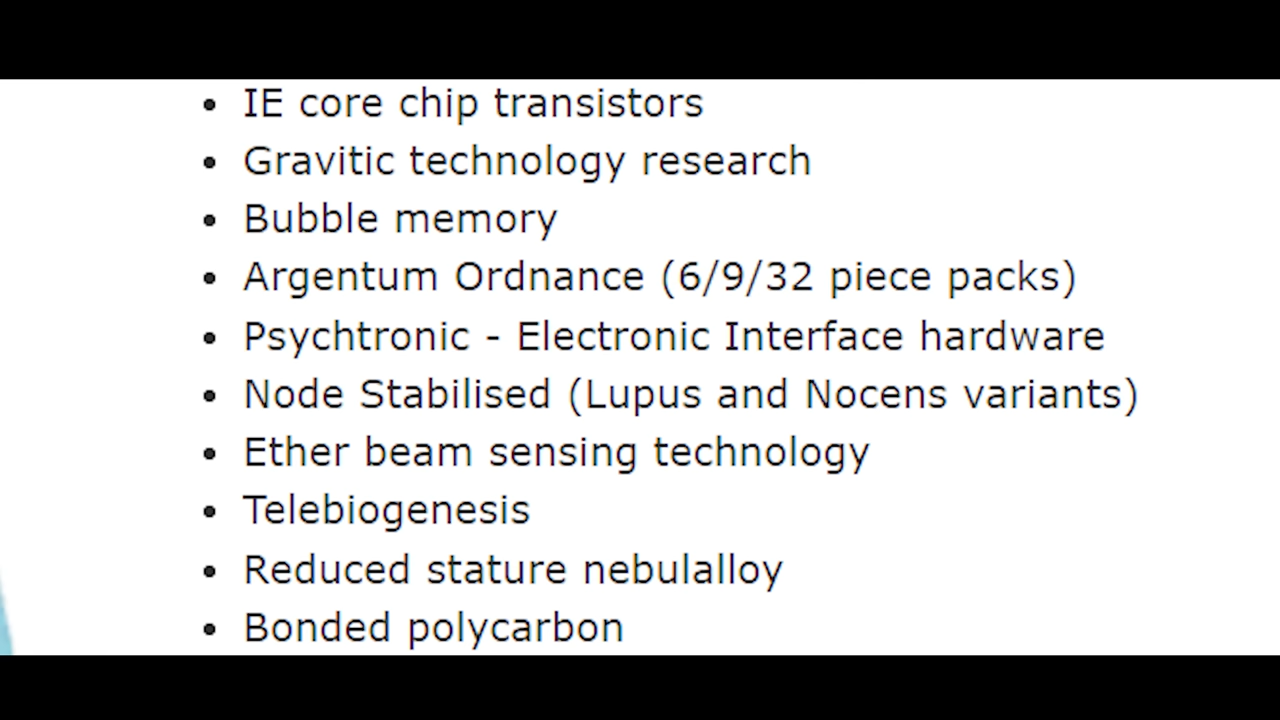 • IE core chip transistors
• Gravitic technology research
• Bubble memory
• Argentum Ordnance (6/9/32 piece packs)
• Psychtronic - Electronic Interface hardware
• Node Stabilised (Lupus and Nocens variants)
• Ether beam sensing technology
• Telebiogenesis
• Reduced stature nebulalloy
• Bonded polycarbon